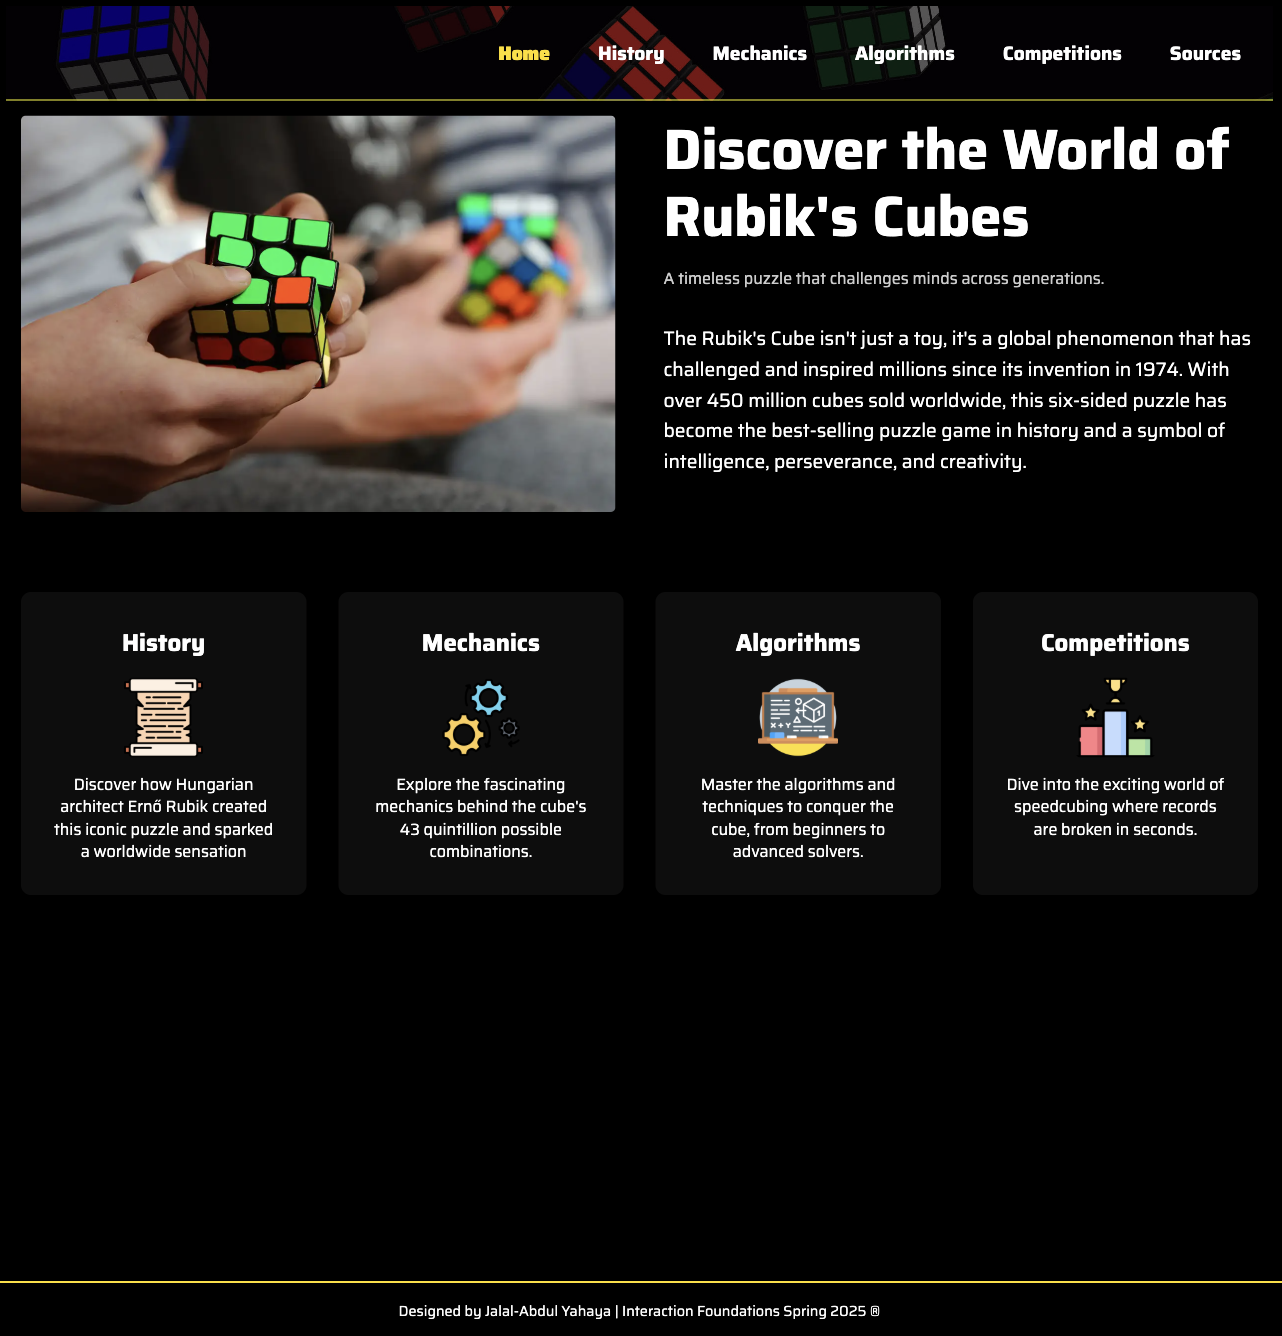 Home History Mechanics Algorithms Competitions Sources
Discover the World of
Rubik's Cubes
A timeless puzzle that challenges minds across generations.
The Rubik's Cube isn't just a toy, it's a global phenomenon that has
challenged and inspired millions since its invention in 1974. With
over 450 million cubes sold worldwide, this six-sided puzzle has
become the best-selling puzzle game in history and a symbol of
intelligence, perseverance, and creativity.
History
Discover how Hungarian
architect Ernő Rubik created
this iconic puzzle and sparked
a worldwide sensation
Mechanics
Explore the fascinating
mechanics behind the cube's
43 quintillion possible
combinations.
Algorithms
X+Y
1
Master the algorithms and
techniques to conquer the
cube, from beginners to
advanced solvers.
Competitions
Dive into the exciting world of
speedcubing where records
are broken in seconds.
Designed by Jalal-Abdul Yahaya | Interaction Foundations Spring 2025 ®